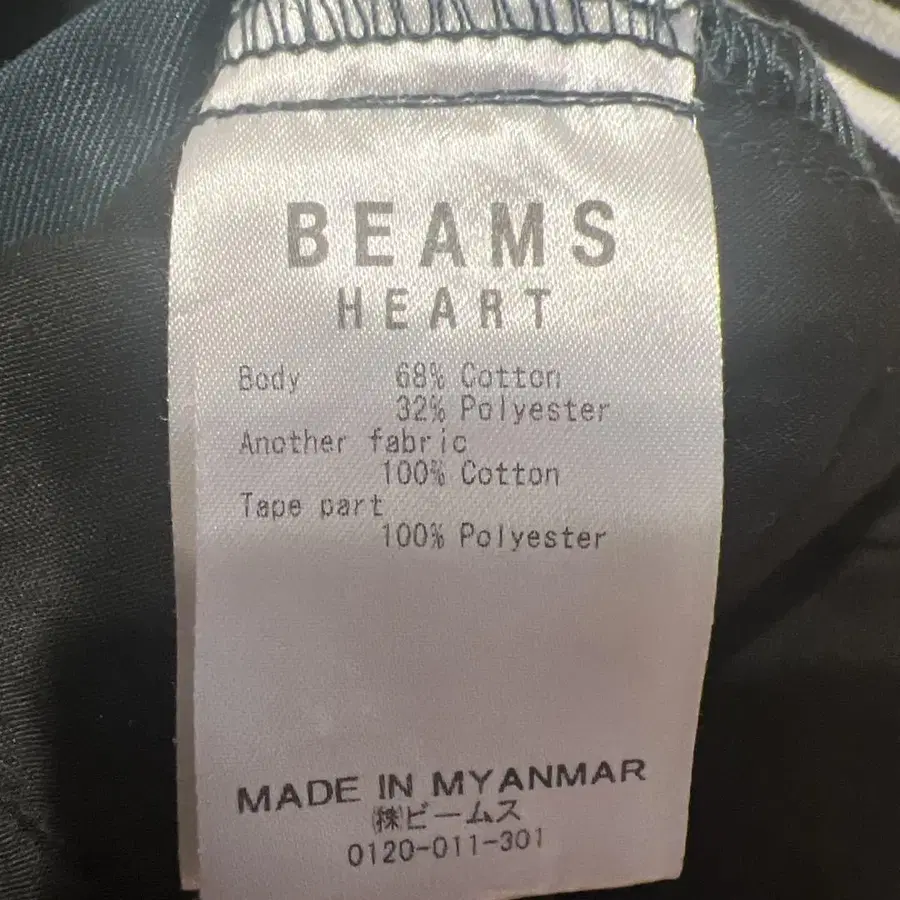 BEAMS
HEART
Body 68% Cotton
32% Polyester
Another fabric
100% Cotton
Tape part
100% Polyester
MADE IN MYANMAR
㈱ビームス
0120-011-301